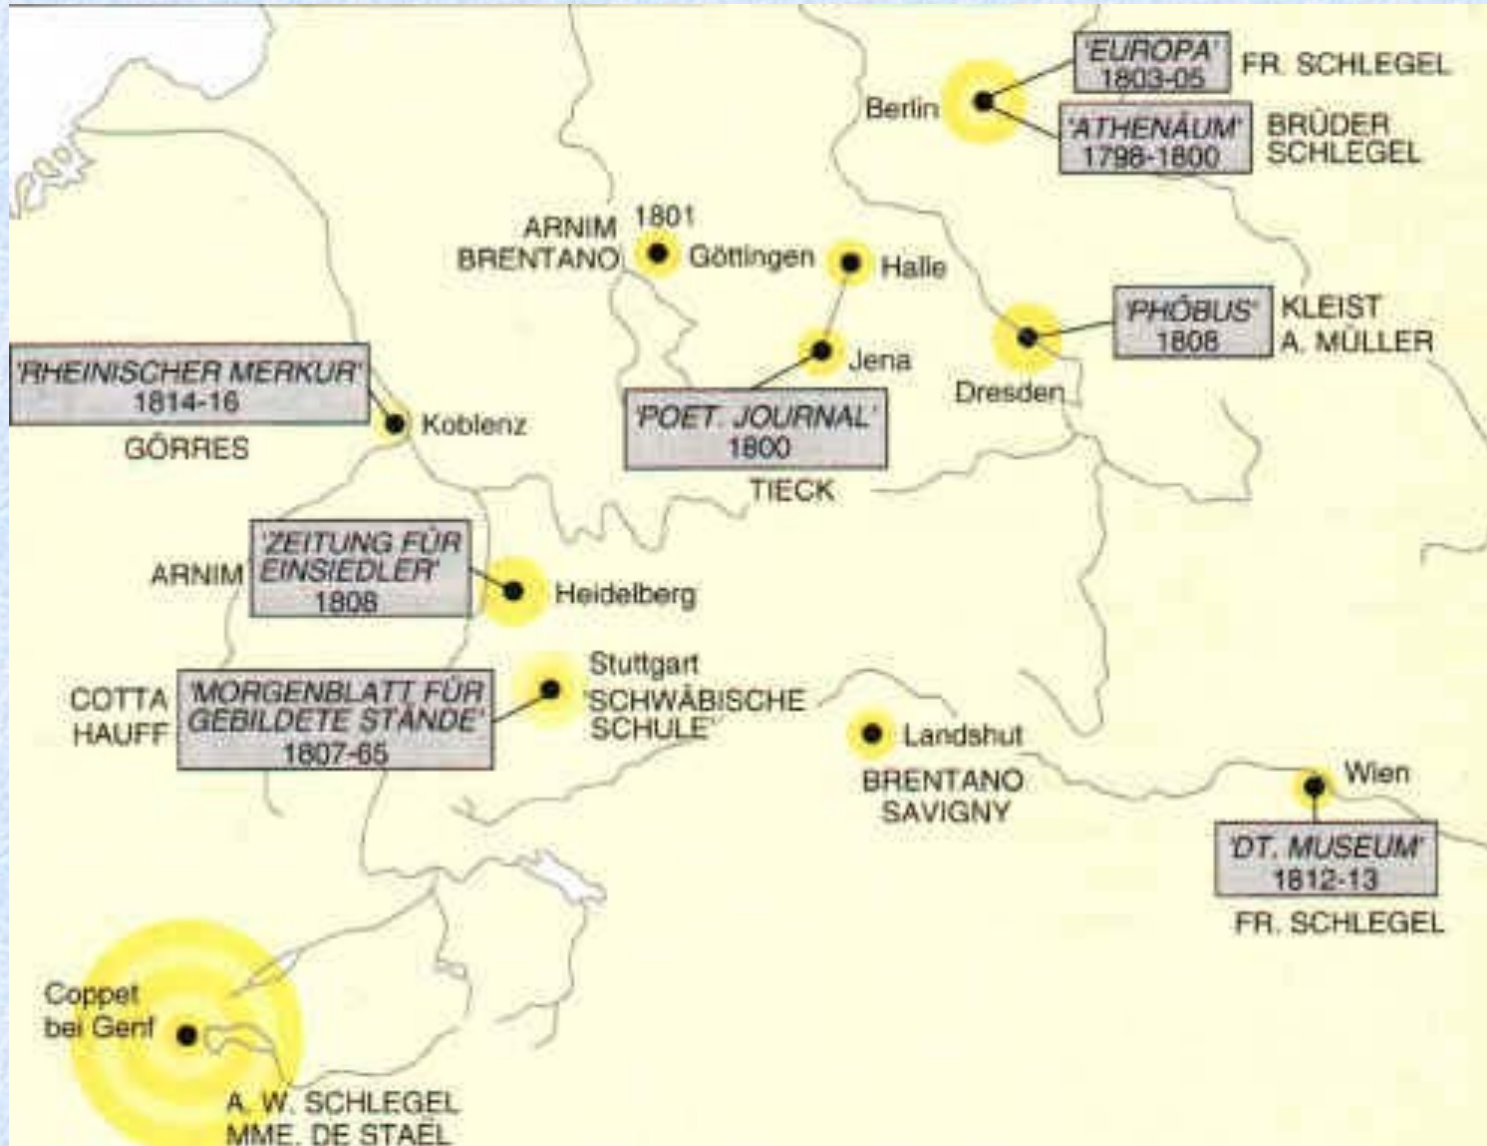 'EUROPA'
1803-05
FR. SCHLEGEL
Berlin
'ATHENÄUM'
1798-1800
BRÜDER
SCHLEGEL
ARNIM
BRENTANO
1801
Göttingen
Halle
'PHÖBUS'
1808
KLEIST
A. MÜLLER
Jena
Dresden
'RHEINISCHER MERKUR'
1814-16
GÖRRES
Koblenz
'POET. JOURNAL'
1800
TIECK
ARNIM
'ZEITUNG FÜR
EINSIEDLER'
1808
Heidelberg
COTTA
HAUFF
'MORGENBLATT FÜR
GEBILDETE STÄNDE'
1807-65
Stuttgart
'SCHWÄBISCHE
SCHULE'
Landshut
BRENTANO
SAVIGNY
Wien
'DT. MUSEUM'
1812-13
FR. SCHLEGEL
Coppet
bei Genf
A. W. SCHLEGEL
MME. DE STAËL